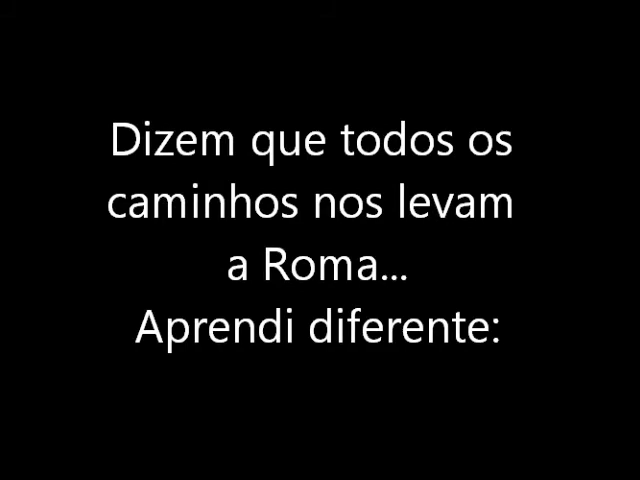 Dizem que todos os
caminhos nos levam
a Roma...
Aprendi diferente: